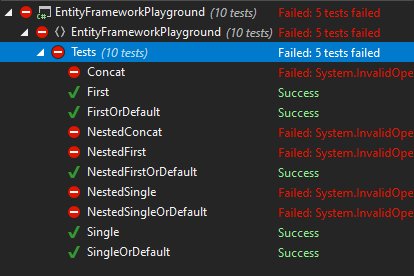 EntityFrameworkPlayground (10 tests) Failed: 5 tests failed
EntityFrameworkPlayground (10 tests) Failed: 5 tests failed
Tests (10 tests) Failed: 5 tests failed
Concat Failed: System.InvalidOpe
First Success
FirstOrDefault Success
NestedConcat Failed: System.InvalidOpe
NestedFirst Failed: System.InvalidOpe
NestedFirstOrDefault Success
NestedSingle Failed: System.InvalidOpe
NestedSingleOrDefault Failed: System.InvalidOpe
Single Success
SingleOrDefault Success